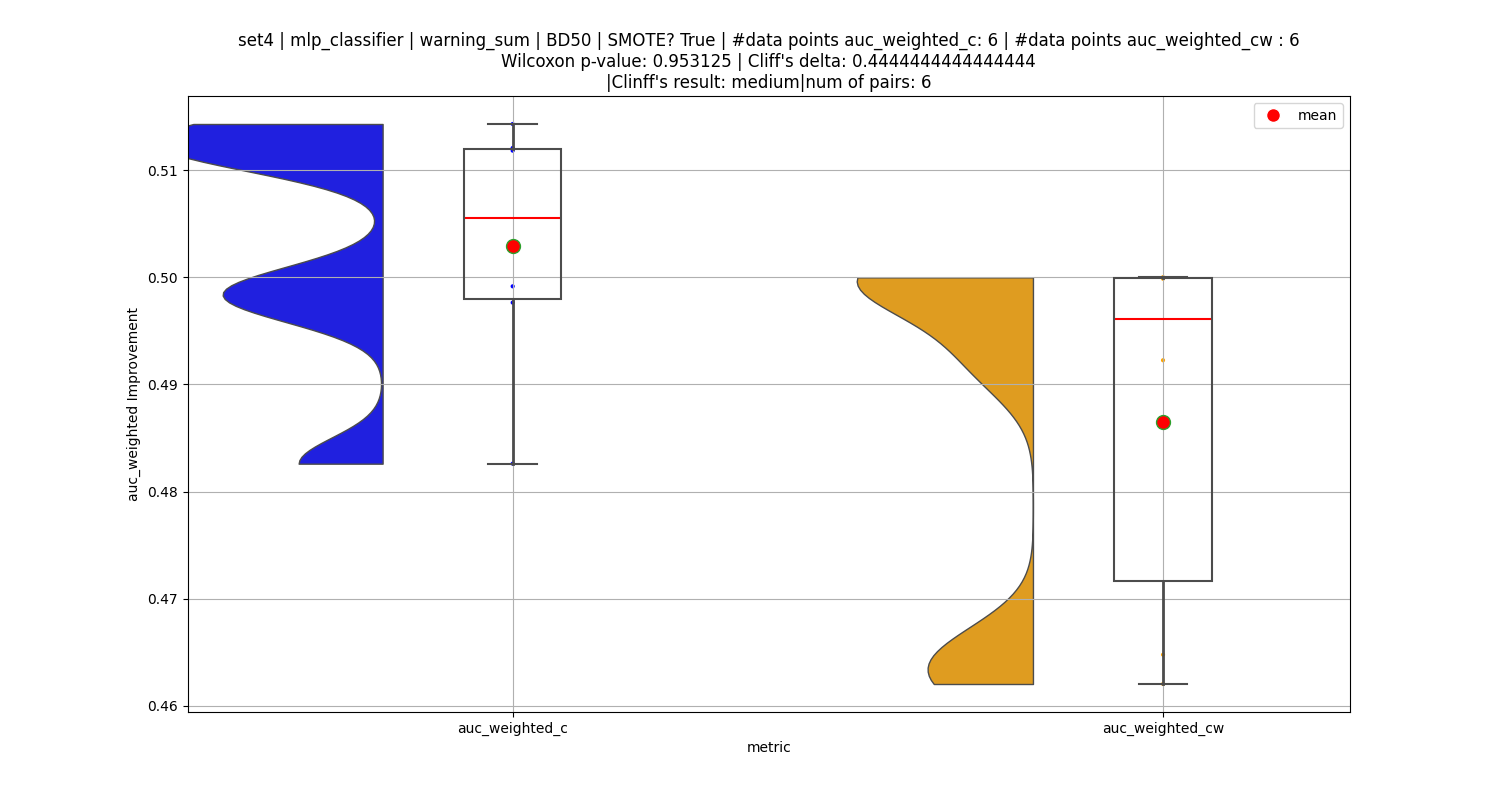 set4 | mlp_classifier | warning_sum | BD50 | SMOTE? True | #data points auc_weighted_c: 6 | #data points auc_weighted_cw : 6
Wilcoxon p-value: 0.953125 | Cliff's delta: 0.4444444444444444
|Clinff's result: medium|num of pairs: 6
mean
0.51
0.50
0.49
0.48
0.47
0.46
auc_weighted Improvement
auc_weighted_c
auc_weighted_cw
metric